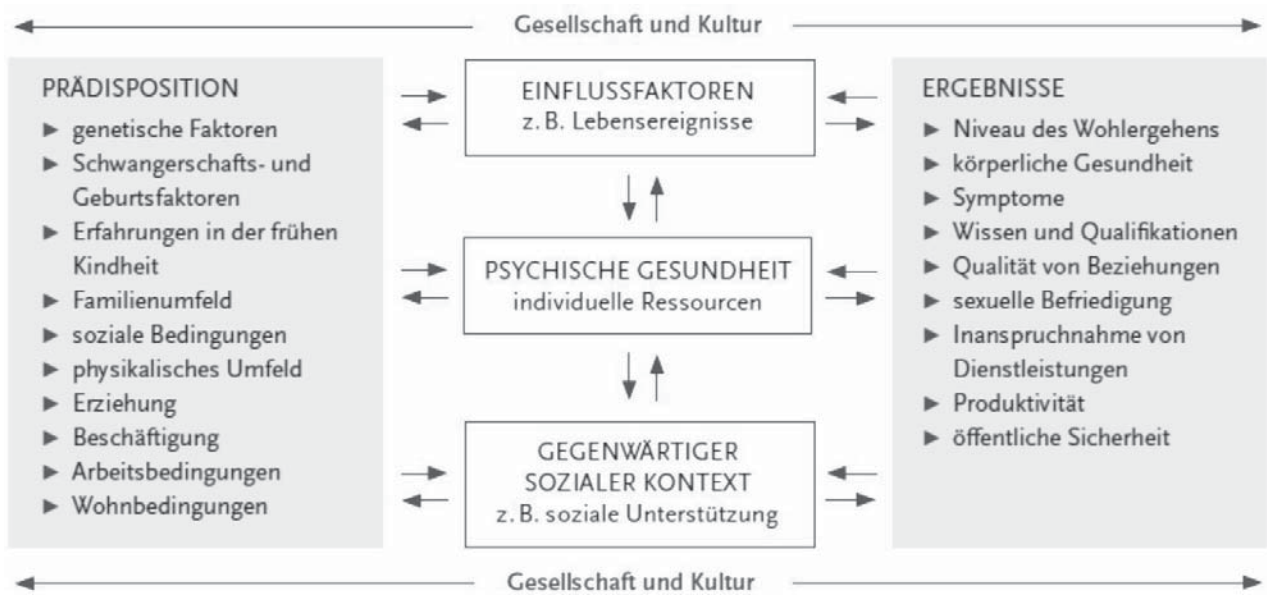 Gesellschaft und Kultur
PRÄDISPOSITION
► genetische Faktoren
► Schwangerschafts- und
Geburtsfaktoren
► Erfahrungen in der frühen
Kindheit
► Familienumfeld
► soziale Bedingungen
► physikalisches Umfeld
► Erziehung
► Beschäftigung
► Arbeitsbedingungen
► Wohnbedingungen
EINFLUSSFAKTOREN
z. B. Lebensereignisse
PSYCHISCHE GESUNDHEIT
individuelle Ressourcen
GEGENWÄRTIGER
SOZIALER KONTEXT
z. B. soziale Unterstützung
ERGEBNISSE
► Niveau des Wohlergehens
► körperliche Gesundheit
► Symptome
► Wissen und Qualifikationen
► Qualität von Beziehungen
► sexuelle Befriedigung
► Inanspruchnahme von
Dienstleistungen
► Produktivität
► öffentliche Sicherheit
Gesellschaft und Kultur